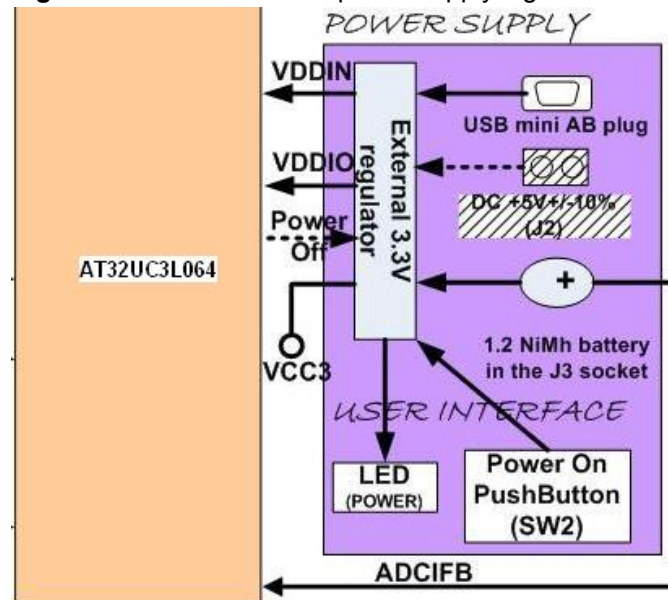 POWER SUPPLY
VDDIN
USB mini AB plug
External 3.3V
regulator
VDDIO
DC +5V+/-10%
(J2)
Power
Off
AT32UC3L064
+
VCC3
1.2 NiMh battery
in the J3 socket
USER INTERFACE
LED
(POWER)
Power On
PushButton
(SW2)
ADCIFB